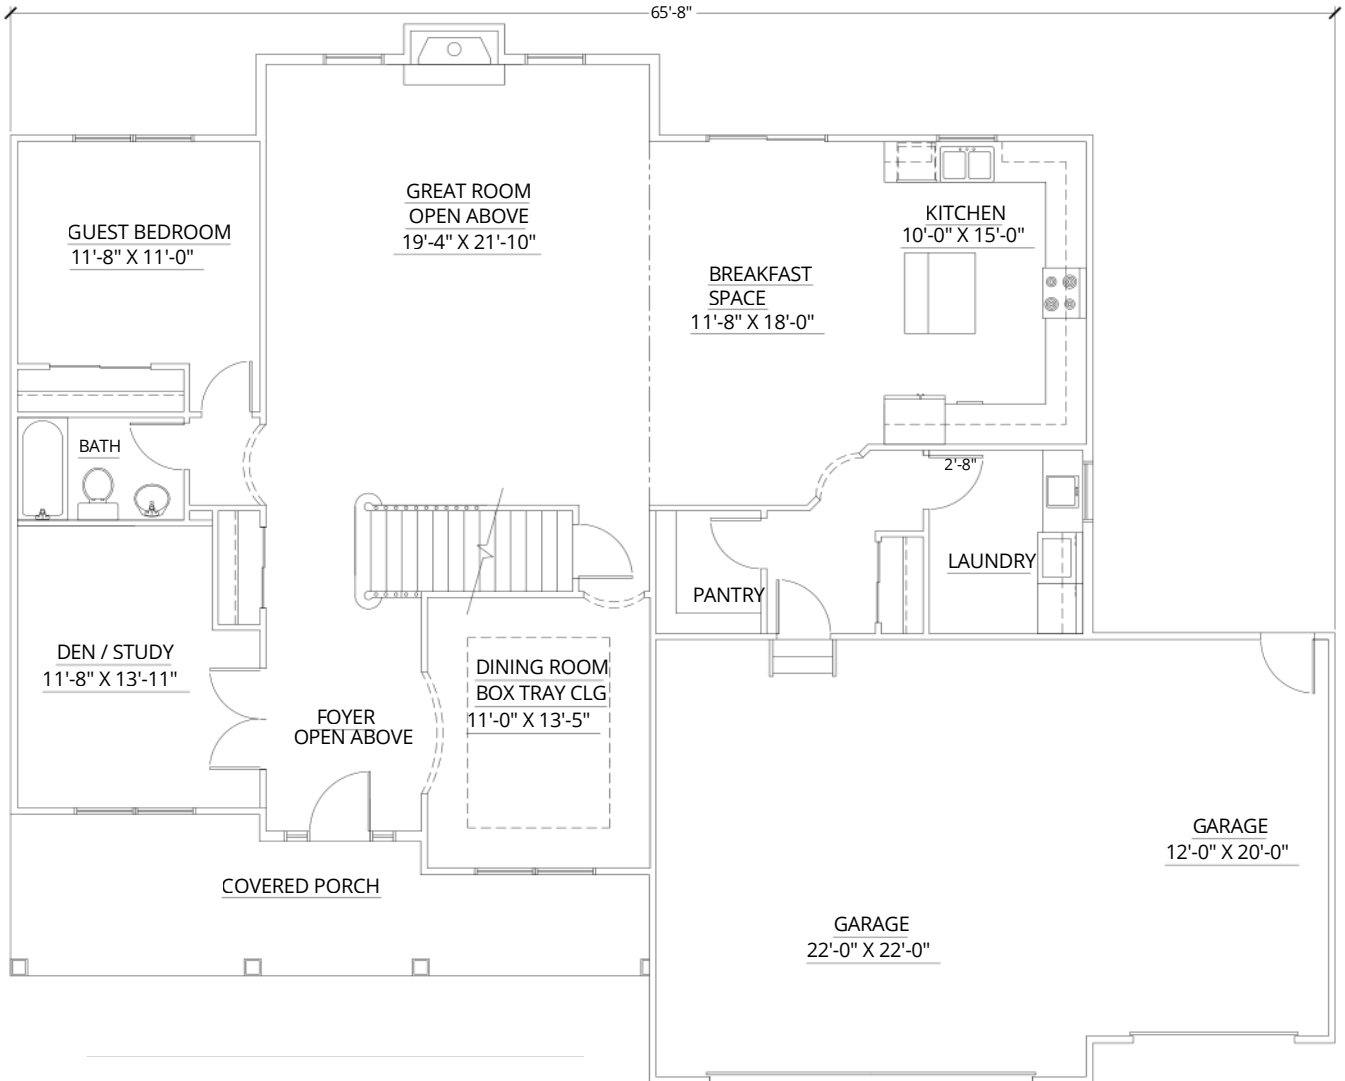 65'-8"
GREAT ROOM
OPEN ABOVE
19'-4" X 21'-10"
GUEST BEDROOM
11'-8" X 11'-0"
KITCHEN
10'-0" X 15'-0"
BREAKFAST
SPACE
11'-8" X 18'-0"
BATH
2'-8"
LAUNDRY
PANTRY
DEN / STUDY
11'-8" X 13'-11"
DINING ROOM
BOX TRAY CLG
11'-0" X 13'-5"
FOYER
OPEN ABOVE
GARAGE
12'-0" X 20'-0"
COVERED PORCH
GARAGE
22'-0" X 22'-0"